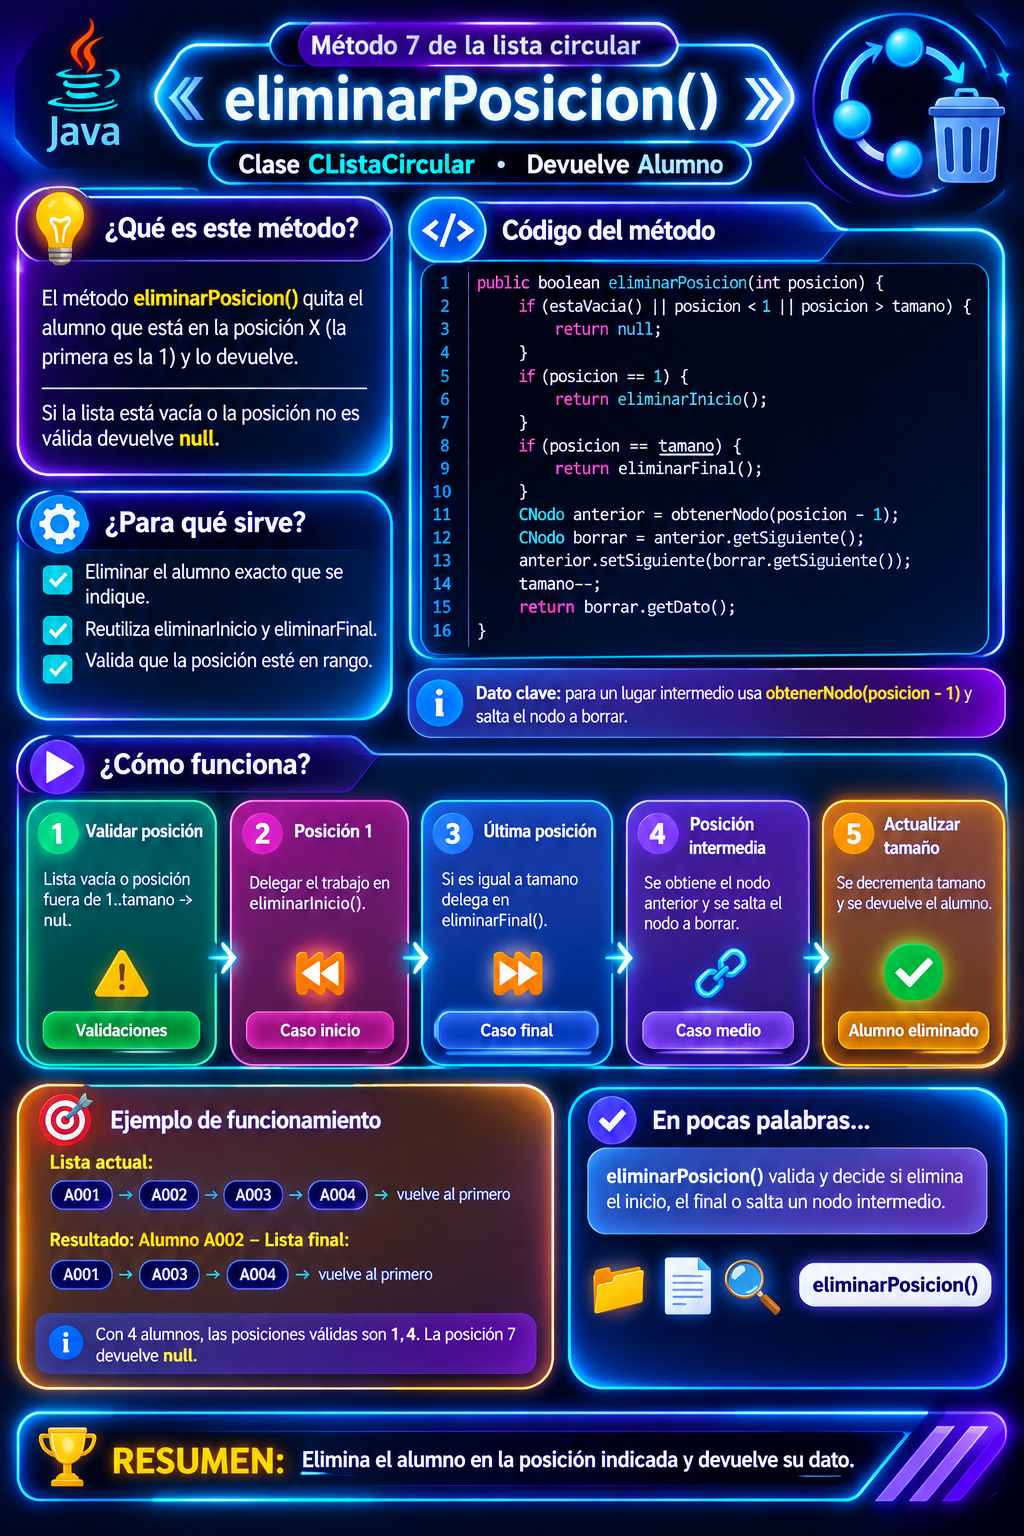 Java
Método 7 de la lista circular
eliminarPosicion()
Clase CListaCircular • Devuelve Alumno
¿Qué es este método?
El método eliminarPosicion() quita el
alumno que está en la posición X (la
primera es la 1) y lo devuelve.
Si la lista está vacía o la posición no es
válida devuelve null.
¿Para qué sirve?
Eliminar el alumno exacto que se
indique.
Reutiliza eliminarInicio y eliminarFinal.
Valida que la posición esté en rango.
</> Código del método
1 public boolean eliminarPosicion(int posicion) {
2 if (estaVacia() || posicion < 1 || posicion > tamano) {
3 return null;
4 }
5 if (posicion == 1) {
6 return eliminarInicio();
7 }
8 if (posicion == tamano) {
9 return eliminarFinal();
10 }
11 CNodo anterior = obtenerNodo(posicion - 1);
12 CNodo borrar = anterior.getSiguiente();
13 anterior.setSiguiente(borrar.getSiguiente());
14 tamano--;
15 return borrar.getDato();
16 }
Dato clave: para un lugar intermedio usa obtenerNodo(posicion - 1) y
salta el nodo a borrar.
¿Cómo funciona?
1 Validar posición
Lista vacía o posición
fuera de 1..tamano ->
nul.
Validaciones
2 Posición 1
Delegar el trabajo en
eliminarInicio().
Caso inicio
3 Última posición
Si es igual a tamano
delega en
eliminarFinal().
Caso final
4 Posición
intermedia
Se obtiene el nodo
anterior y se salta el
nodo a borrar.
Caso medio
5 Actualizar
tamaño
Se decrementa tamano
y se devuelve el alumno.
Alumno eliminado
Ejemplo de funcionamiento
Lista actual:
A001 → A002 → A003 → A004 → vuelve al primero
Resultado: Alumno A002 – Lista final:
A001 → A003 → A004 → vuelve al primero
Con 4 alumnos, las posiciones válidas son 1,4. La posición 7
devuelve null.
En pocas palabras...
eliminarPosicion() valida y decide si elimina
el inicio, el final o salta un nodo intermedio.
eliminarPosicion()
RESUMEN: Elimina el alumno en la posición indicada y devuelve su dato.